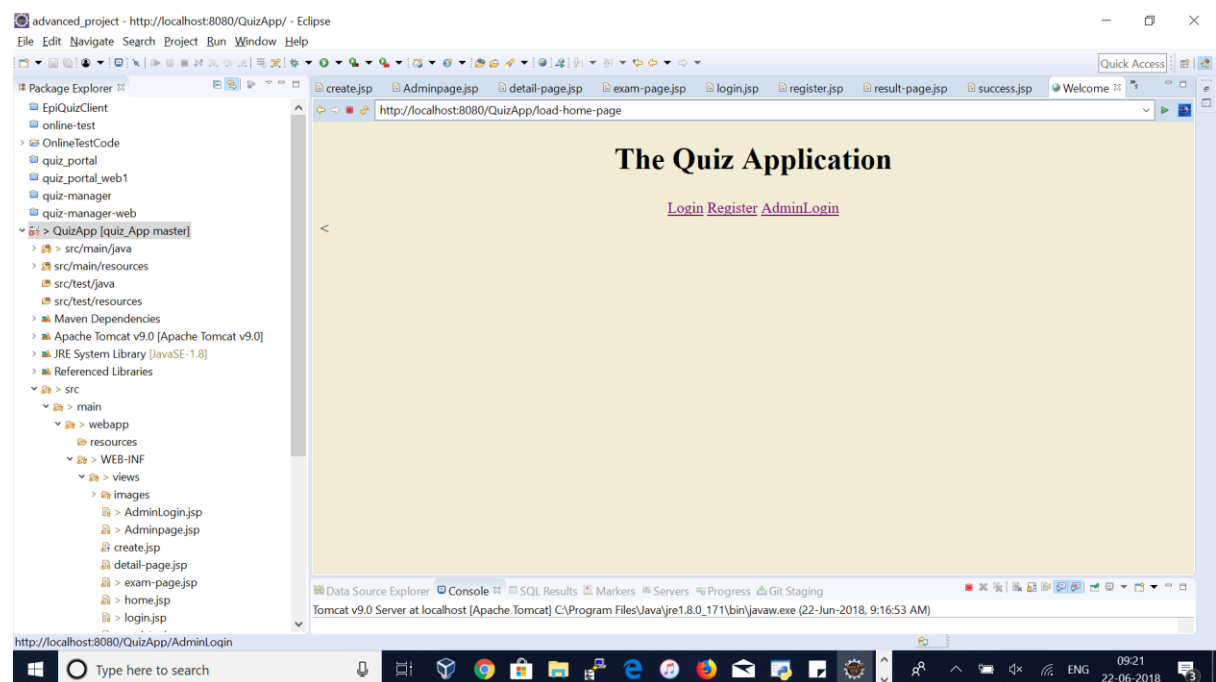 advanced_project - http://localhost:8080/QuizApp/ - Eclipse
File Edit Navigate Search Project Run Window Help
Quick Access
Package Explorer
create.jsp Adminpage.jsp detail-page.jsp exam-page.jsp login.jsp register.jsp result-page.jsp success.jsp Welcome
http://localhost:8080/QuizApp/load-home-page
EpiQuizClient
online-test
> OnlineTestCode
quiz_portal
quiz_portal_web1
quiz-manager
quiz-manager-web
> QuizApp [quiz_App master]
> src/main/java
src/main/resources
src/test/java
src/test/resources
Maven Dependencies
Apache Tomcat v9.0 [Apache Tomcat v9.0]
JRE System Library [JavaSE-1.8]
Referenced Libraries
> src
> main
> webapp
resources
> WEB-INF
> views
images
> AdminLogin.jsp
> Adminpage.jsp
create.jsp
detail-page.jsp
> exam-page.jsp
> home.jsp
> login.jsp
The Quiz Application
Login Register AdminLogin
<
Data Source Explorer Console SQL Results Markers Servers Progress Git Staging
Tomcat v9.0 Server at localhost [Apache Tomcat] C:\Program Files\Java\jre1.8.0_171\bin\javaw.exe (22-Jun-2018, 9:16:53 AM)
http://localhost:8080/QuizApp/AdminLogin
Type here to search
ENG
09:21
22-06-2018
3